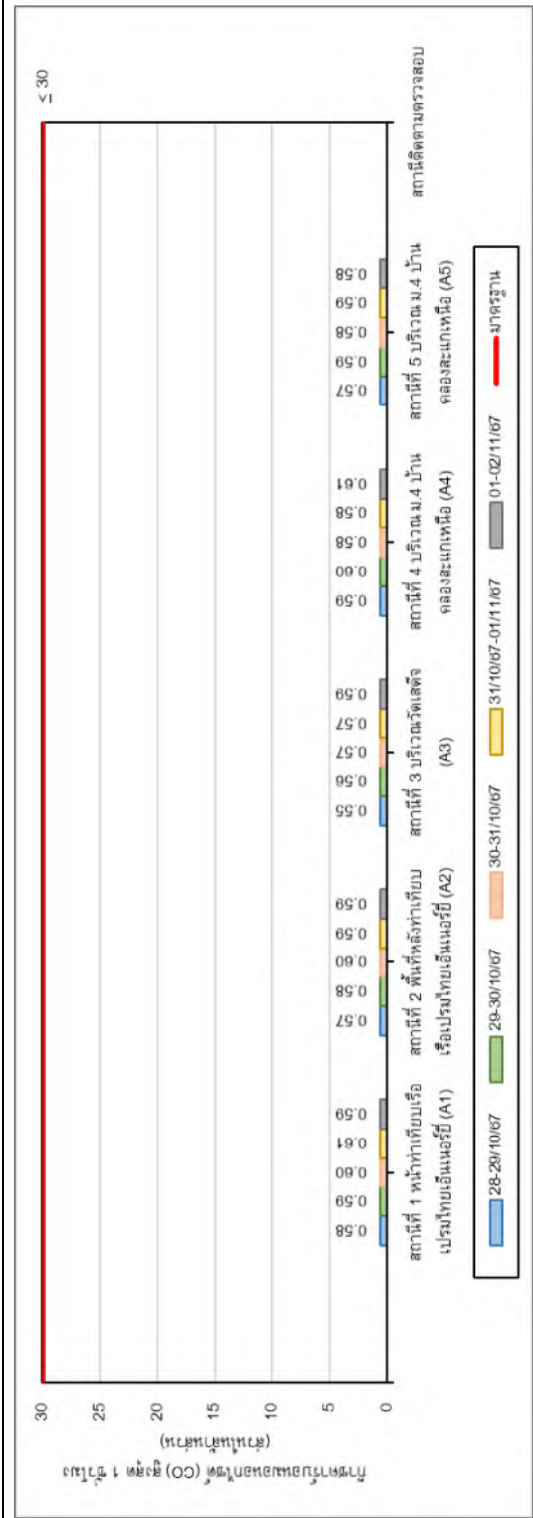 ก๊าซคาร์บอนมอนอกไซด์ (CO) สูงสุด 1 ชั่วโมง
(ส่วนในล้านส่วน)
30
25
20
15
10
5
0
≤ 30
0.58
0.59
0.60
0.61
0.59
0.57
0.58
0.60
0.59
0.59
0.55
0.56
0.57
0.57
0.59
0.59
0.60
0.58
0.58
0.61
0.57
0.59
0.58
0.59
0.58
สถานีที่ 1 หน้าท่าเทียบเรือ
เปรมไทยเอ็นเนอร์ยี่ (A1)
สถานีที่ 2 พื้นที่หลังท่าเทียบ
เรือเปรมไทยเอ็นเนอร์ยี่ (A2)
สถานีที่ 3 บริเวณวัดเสด็จ
(A3)
สถานีที่ 4 บริเวณ ม.4 บ้าน
คลองสะแกเหนือ (A4)
สถานีที่ 5 บริเวณ ม.4 บ้าน
คลองสะแกเหนือ (A5)
สถานีติดตามตรวจสอบ
28-29/10/67
29-30/10/67
30-31/10/67
31/10/67-01/11/67
01-02/11/67
มาตรฐาน